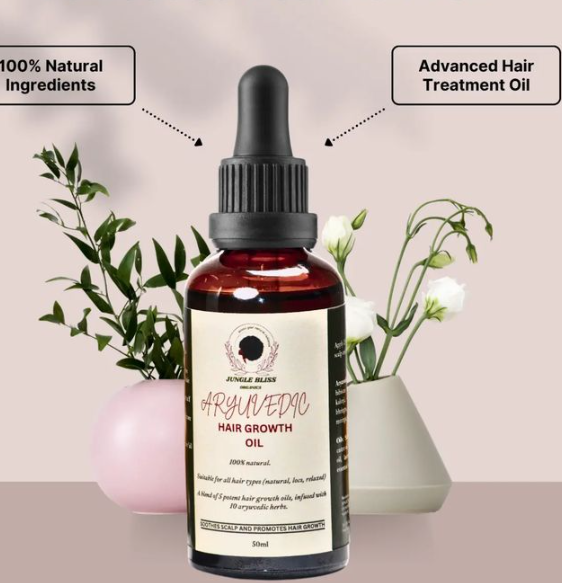 100% Natural
Ingredients
Advanced Hair
Treatment Oil
JUNGLE BLISS
ORGANICS
ARYUVEDIC
HAIR GROWTH
OIL
100% natural.
Suitable for all hair types (natural, locs, relaxed)
A blend of 5 potent hair growth oils, infused with
10 aryuvedic herbs.
SOOTHES SCALP AND PROMOTES HAIR GROWTH
50ml